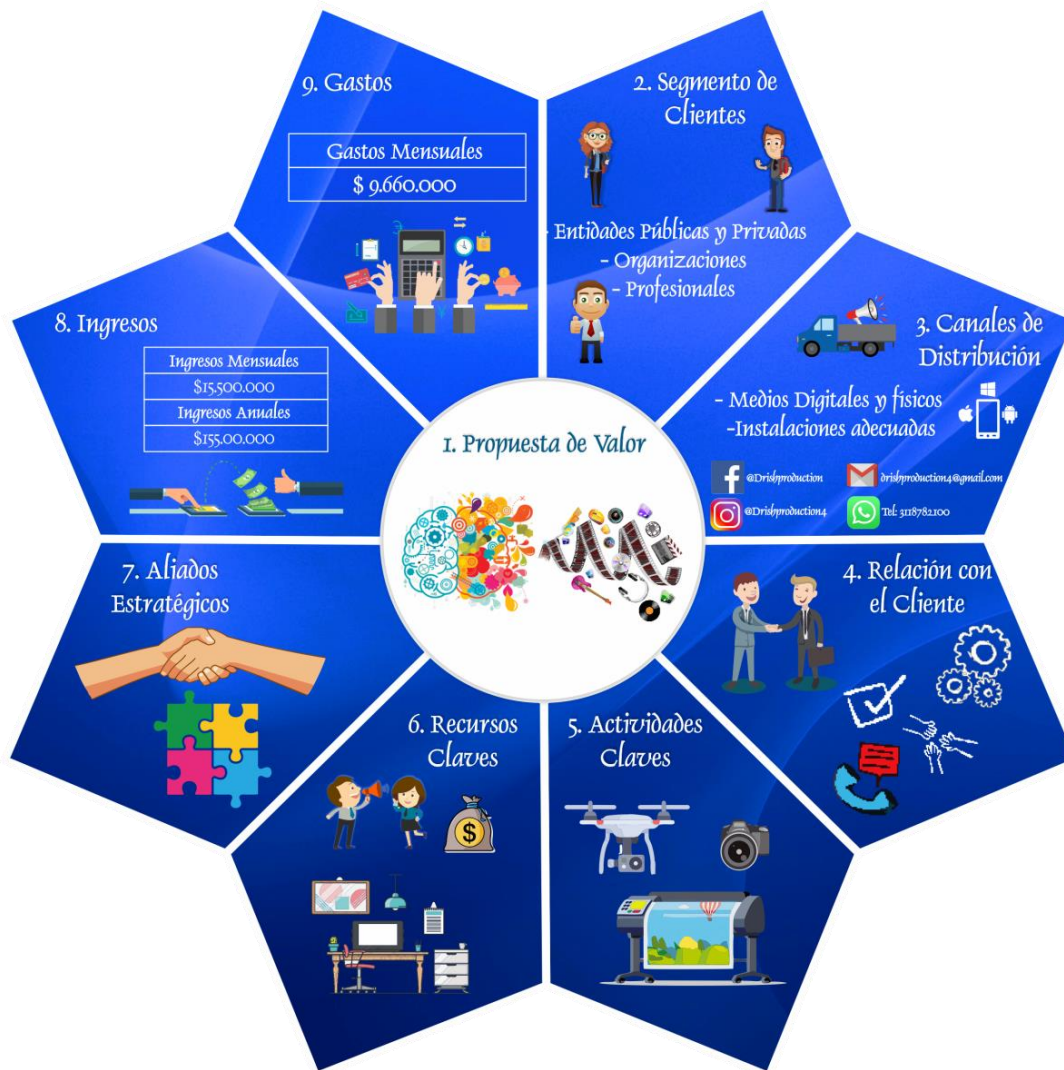 1. Propuesta de Valor
2. Segmento de
Clientes
- Entidades Públicas y Privadas
- Organizaciones
- Profesionales
3. Canales de
Distribución
- Medios Digitales y físicos
-Instalaciones adecuadas
@Drishproduction
drishproduction4@gmail.com
@Drishproduction4
Tel: 3118782100
4. Relación con
el Cliente
5. Actividades
Claves
6. Recursos
Claves
$
7. Aliados
Estratégicos
8. Ingresos
Ingresos Mensuales
$15.500.000
Ingresos Anuales
$155.00.000
9. Gastos
Gastos Mensuales
$ 9.660.000